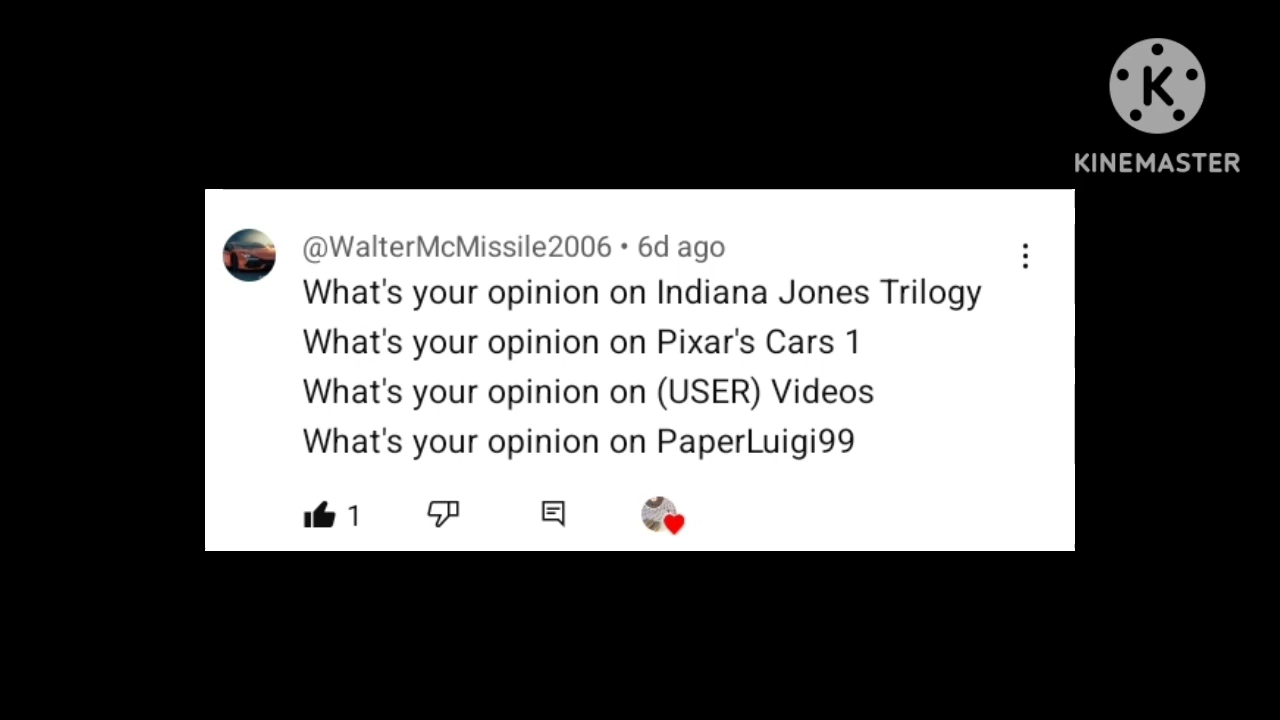 K
KINEMASTER
@WalterMcMissile2006 • 6d ago
What's your opinion on Indiana Jones Trilogy
What's your opinion on Pixar's Cars 1
What's your opinion on (USER) Videos
What's your opinion on PaperLuigi99
1